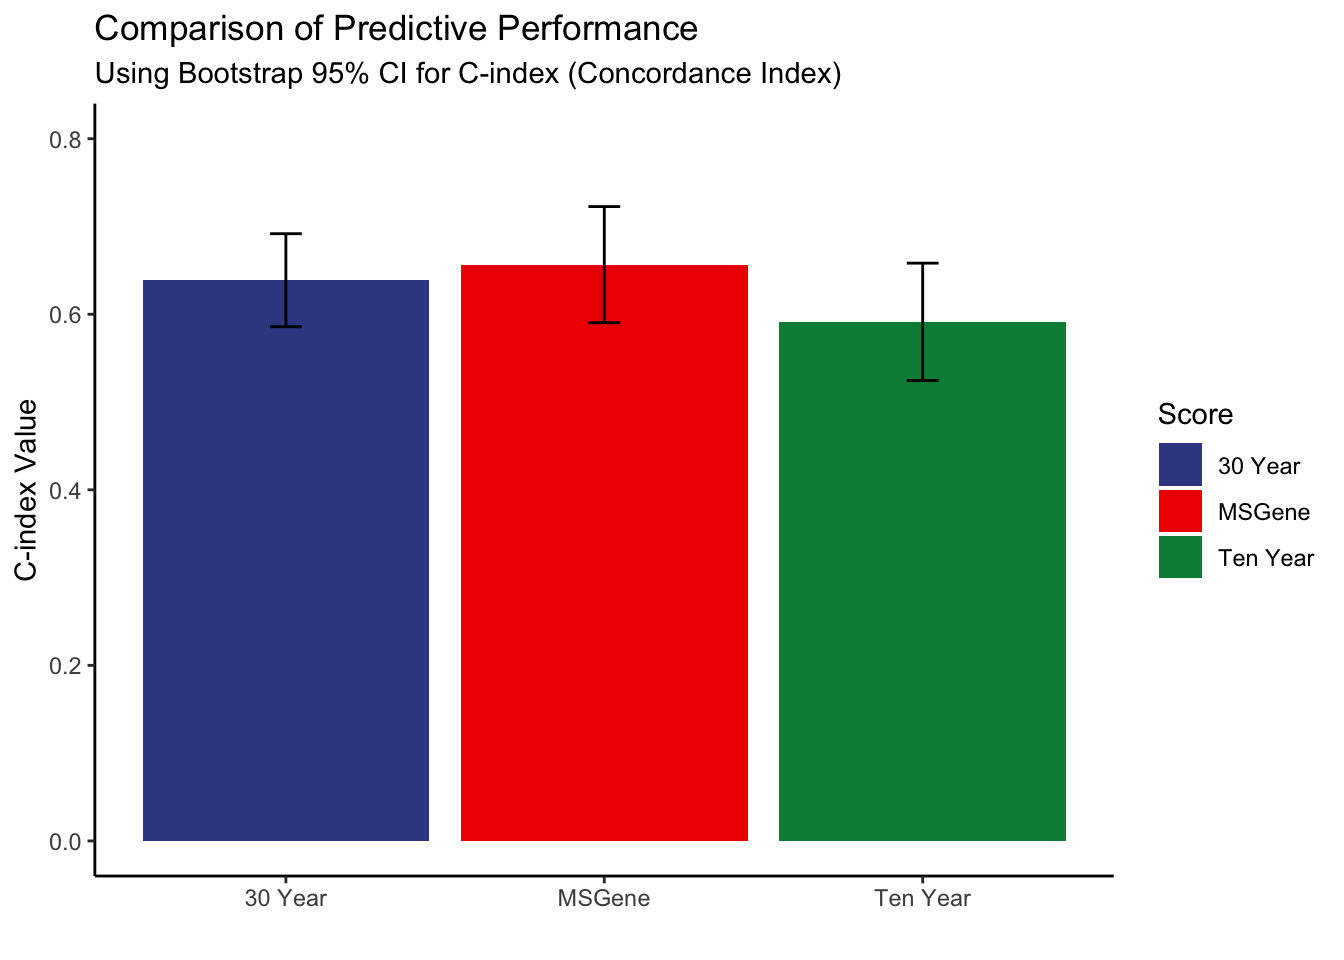 Comparison of Predictive Performance
Using Bootstrap 95% CI for C-index (Concordance Index)
C-index Value
0.8
0.6
0.4
0.2
0.0
30 Year
MSGene
Ten Year
Score
30 Year
MSGene
Ten Year